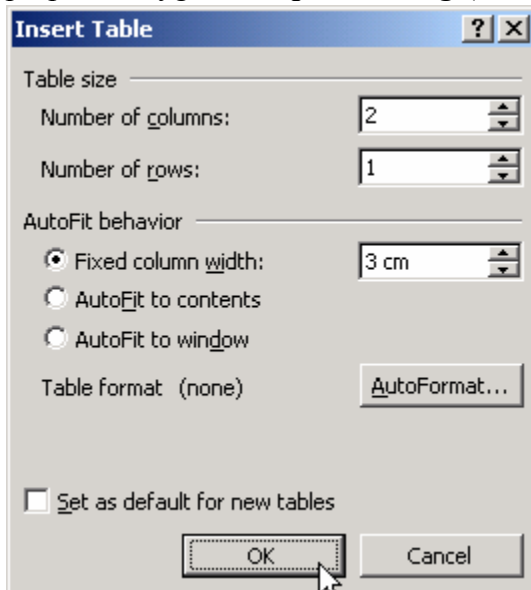 Insert Table ? ×
Table size
Number of columns: 2
Number of rows: 1
AutoFit behavior
Fixed column width: 3 cm
AutoFit to contents
AutoFit to window
Table format (none) AutoFormat...
Set as default for new tables
OK Cancel